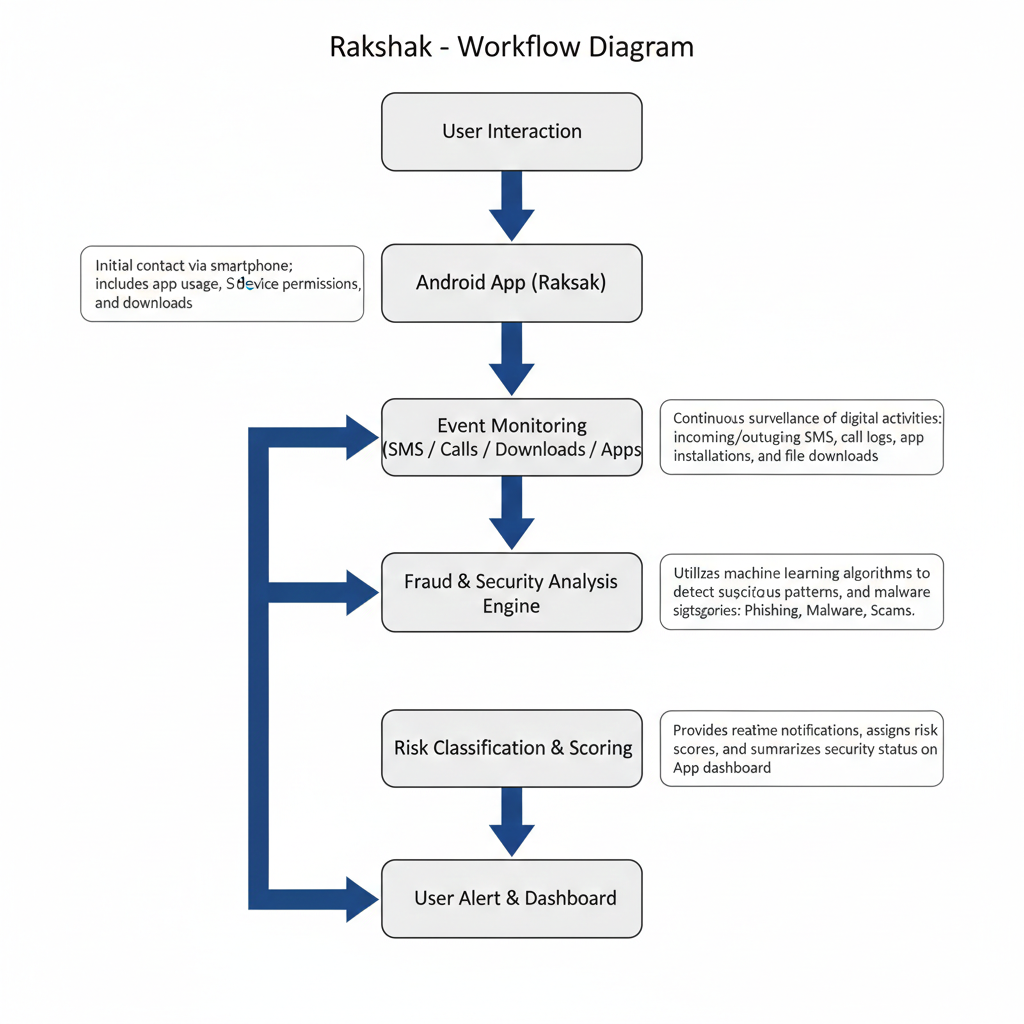 Rakshak - Workflow Diagram
User Interaction
Initial contact via smartphone;
includes app usage, permissions,
and downloads
Android App (Raksak)
Event Monitoring
(SMS / Calls / Downloads / Apps
Continuous survellance of digital activities:
incoming/outuging SMS, call logs, app
installations, and file downloads
Fraud & Security Analysis
Engine
Utilizas machine learning algorithms to
detect patterns, and malware
Phishing, Malware, Scams.
Risk Classification & Scoring
Provides notifications, assigns risk
scores, and security status on
App dashboard
User Alert & Dashboard